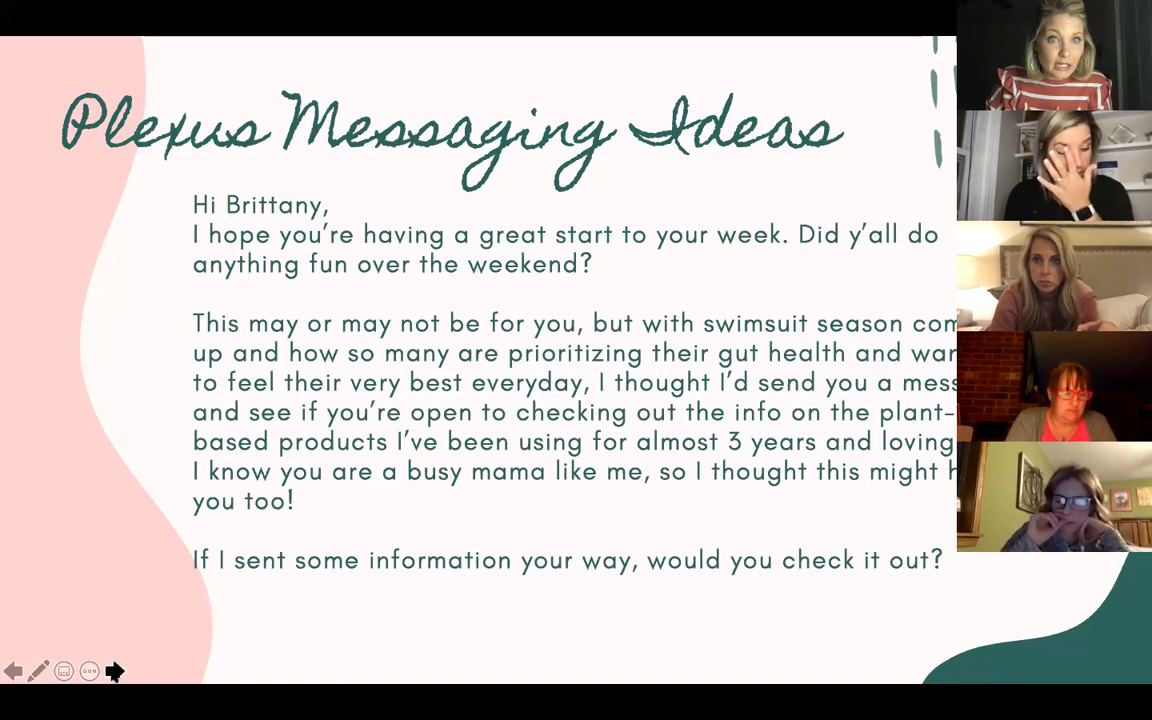 Plexus Messaging Ideas
Hi Brittany,
I hope you're having a great start to your week. Did y'all do
anything fun over the weekend?
This may or may not be for you, but with swimsuit season
up and how so many are prioritizing their gut health and
to feel their very best everyday, I thought I'd send you a
and see if you're open to checking out the info on the plant-
based products I've been using for almost 3 years and loving
I know you are a busy mama like me, so I thought this might
you too!
If I sent some information your way, would you check it out?